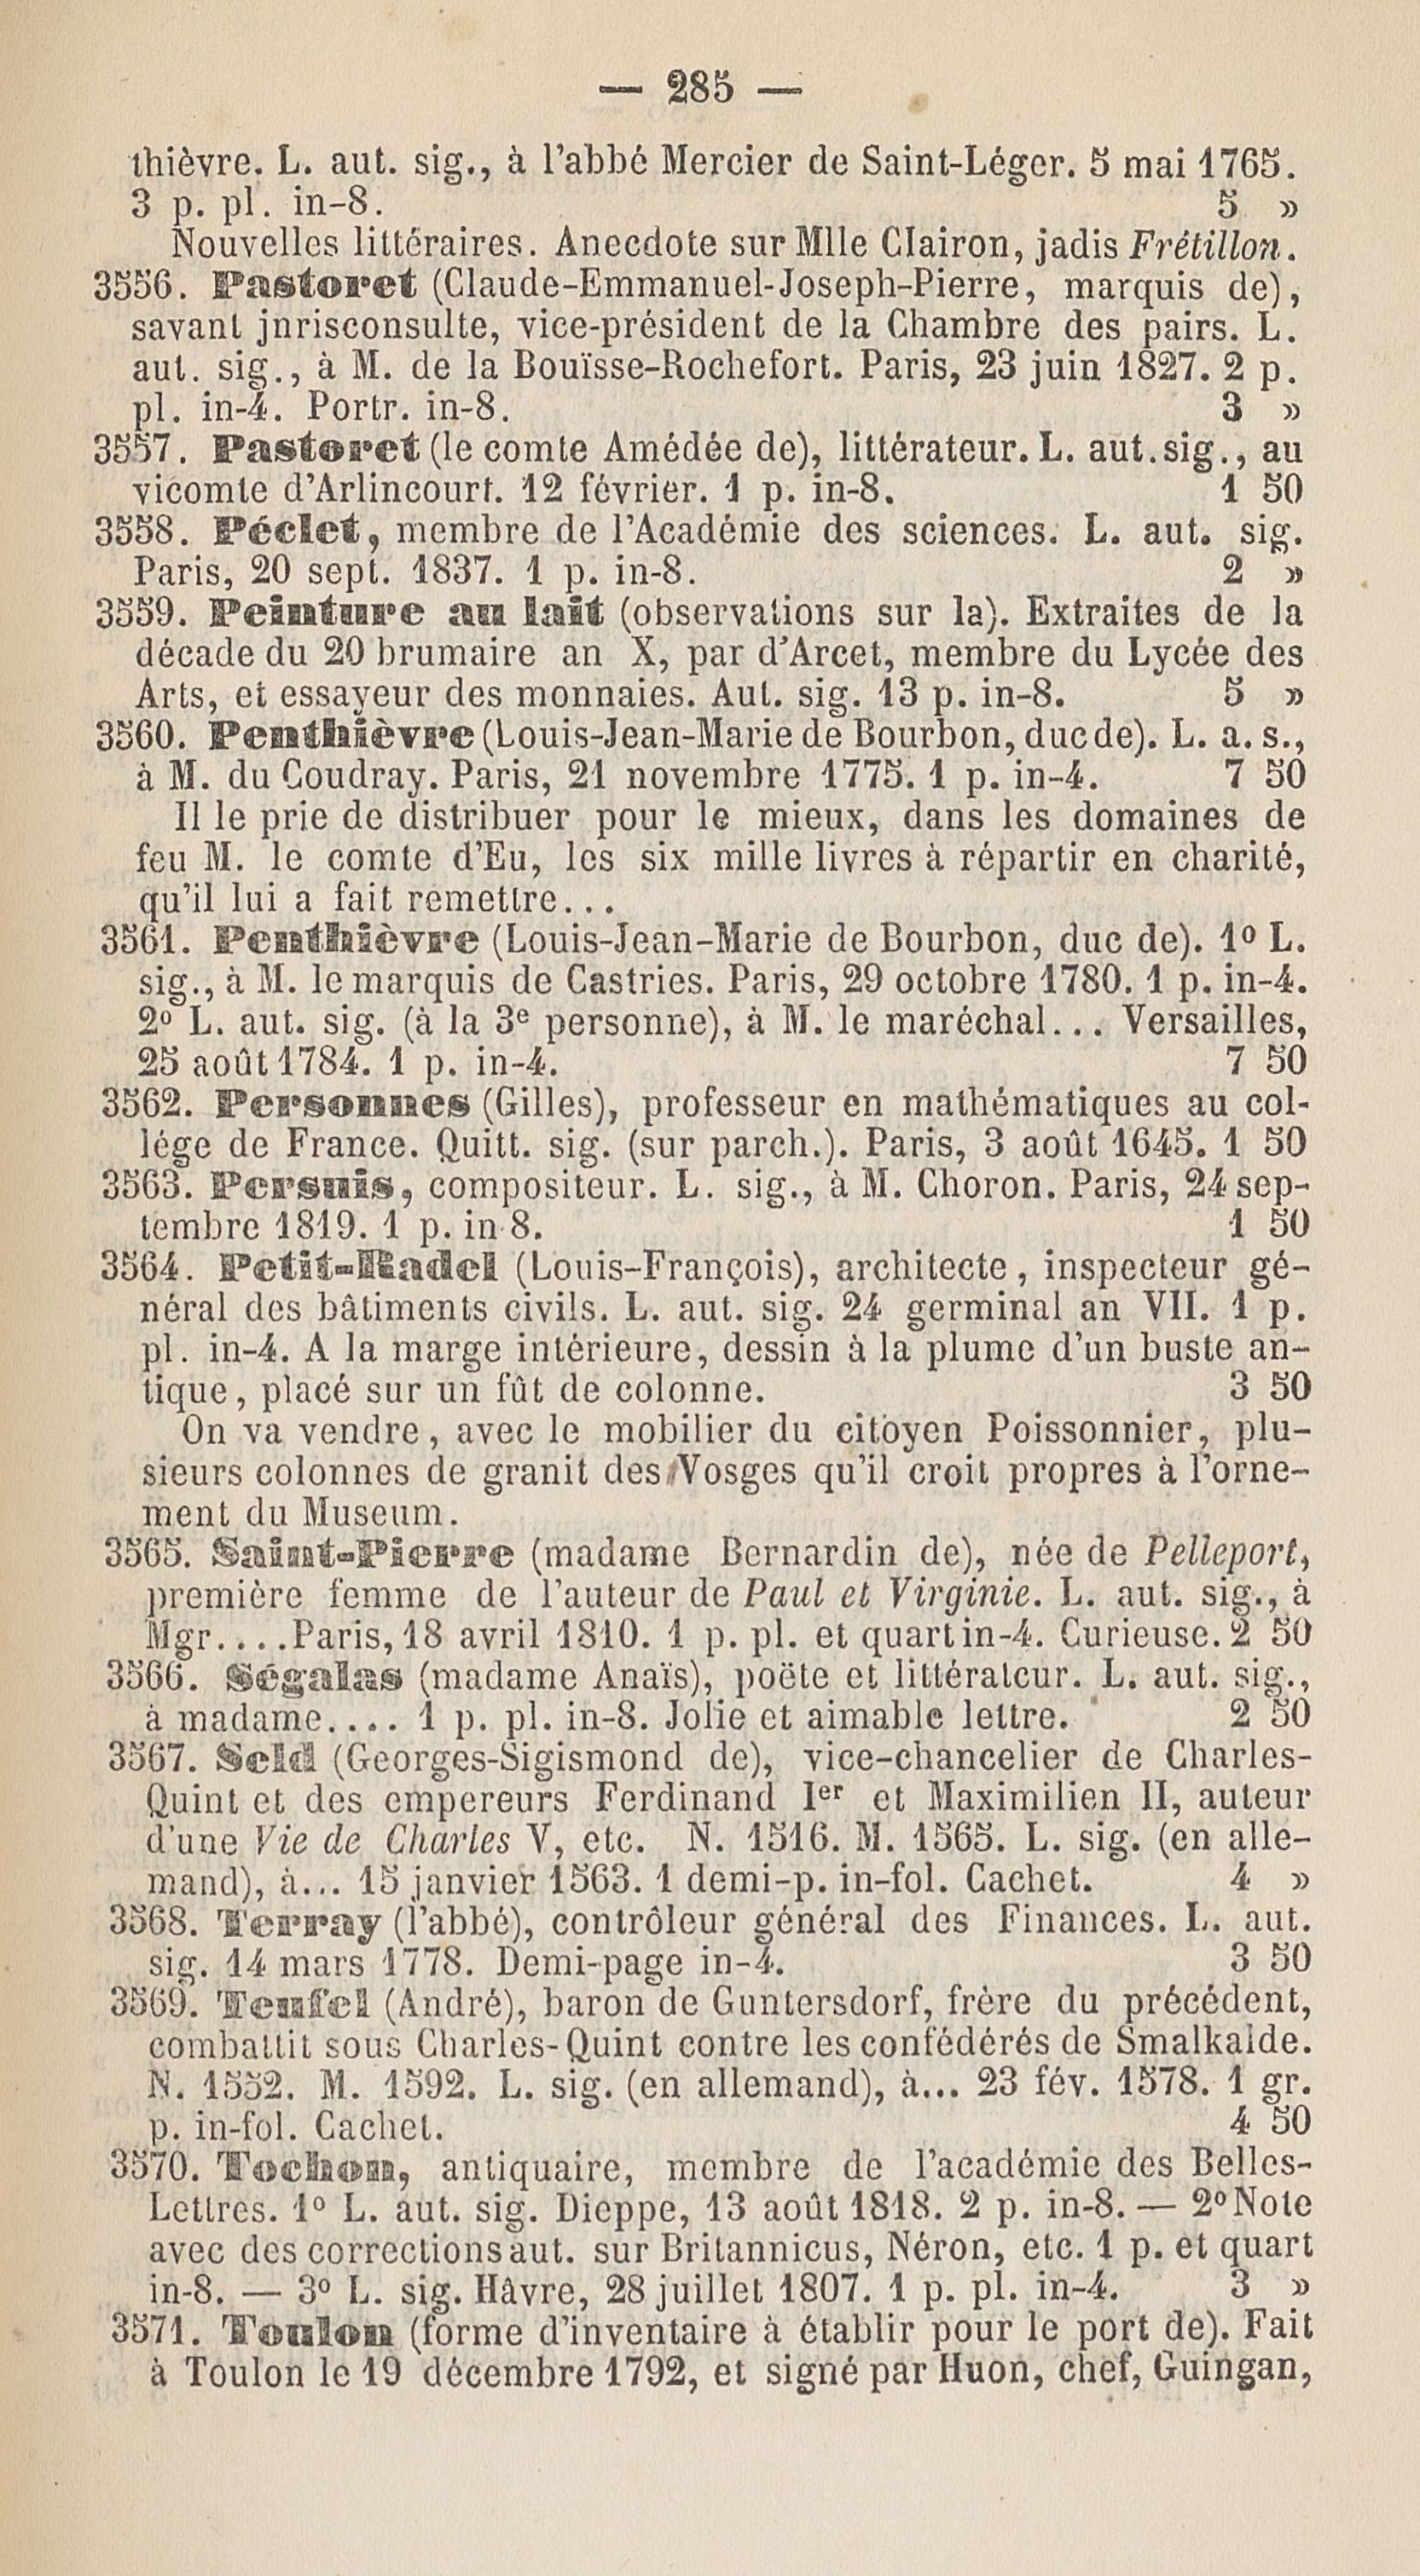 — 285 —
thièvre. L. aut. sig., à l'abbé Mercier de Saint-Léger. 5 mai 1765.
3 p. pl. in-8. 5 »
Nouvelles littéraires. Anecdote sur Mlle Clairon, jadis Frétillon.
3556. Pastoret (Claude-Emmanuel-Joseph-Pierre, marquis de),
savant jnrisconsulte, vice-président de la Chambre des pairs. L.
aut. sig., à M. de la Bouïsse-Rochefort. Paris, 23 juin 1827. 2 p.
pl. in-4. Portr. in-8. 3 »
3557. Pastoret (le comte Amédée de), littérateur. L. aut. sig., au
vicomte d'Arlincourt. 12 février. 1 p. in-8. 1 50
3558. Péclet, membre de l'Académie des sciences. L. aut. sig.
Paris, 20 sept. 1837. 1 p. in-8. 2 »
3559. Peinture au lait (observations sur la). Extraites de la
décade du 20 brumaire an X, par d'Arcet, membre du Lycée des
Arts, et essayeur des monnaies. Aut. sig. 13 p. in-8. 5 »
3560. Penthièvre (Louis-Jean-Marie de Bourbon, duc de). L. a. s.,
à M. du Coudray. Paris, 21 novembre 1775. 1 p. in-4. 7 50
Il le prie de distribuer pour le mieux, dans les domaines de
feu M. le comte d'Eu, les six mille livres à répartir en charité,
qu'il lui a fait remettre...
3561. Penthièvre (Louis-Jean-Marie de Bourbon, duc de). 1º L.
sig., à M. le marquis de Castries. Paris, 29 octobre 1780. 1 p. in-4.
2º L. aut. sig. (à la 3e personne), à M. le maréchal... Versailles,
25 août 1784. 1 p. in-4. 7 50
3562. Personnes (Gilles), professeur en mathématiques au col-
lége de France. Quitt. sig. (sur parch.). Paris, 3 août 1645. 1 50
3563. Persuis, compositeur. L. sig., à M. Choron. Paris, 24 sep-
tembre 1819. 1 p. in-8. 1 50
3564. Petit-Radel (Louis-François), architecte, inspecteur gé-
néral des bâtiments civils. L. aut. sig. 24 germinal an VII. 1 p.
pl. in-4. A la marge intérieure, dessin à la plume d'un buste an-
tique, placé sur un fût de colonne. 3 50
On va vendre, avec le mobilier du citoyen Poissonnier, plu-
sieurs colonnes de granit des Vosges qu'il croit propres à l'orne-
ment du Museum.
3565. Saint-Pierre (madame Bernardin de), née de Pelleport,
première femme de l'auteur de Paul et Virginie. L. aut. sig., à
Mgr.... Paris, 18 avril 1810. 1 p. pl. et quart in-4. Curieuse. 2 50
3566. Ségalas (madame Anaïs), poëte et littérateur. L. aut. sig.,
à madame.... 1 p. pl. in-8. Jolie et aimable lettre. 2 50
3567. Seld (Georges-Sigismond de), vice-chancelier de Charles-
Quint et des empereurs Ferdinand Ier et Maximilien II, auteur
d'une Vie de Charles V, etc. N. 1516. M. 1565. L. sig. (en alle-
mand), à... 15 janvier 1563. 1 demi-p. in-fol. Cachet. 4 »
3568. Terray (l'abbé), contrôleur général des Finances. L. aut.
sig. 14 mars 1778. Demi-page in-4. 3 50
3569. Teufel (André), baron de Guntersdorf, frère du précédent,
combattit sous Charles-Quint contre les confédérés de Smalkalde.
N. 1552. M. 1592. L. sig. (en allemand), à... 23 fév. 1578. 1 gr.
p. in-fol. Cachet. 4 50
3570. Tochon, antiquaire, membre de l'académie des Belles-
Lettres. 1º L. aut. sig. Dieppe, 13 août 1818. 2 p. in-8. — 2º Note
avec des corrections aut. sur Britannicus, Néron, etc. 1 p. et quart
in-8. — 3º L. sig. Hâvre, 28 juillet 1807. 1 p. pl. in-4. 3 »
3571. Toulon (forme d'inventaire à établir pour le port de). Fait
à Toulon le 19 décembre 1792, et signé par Huon, chef, Guingan,